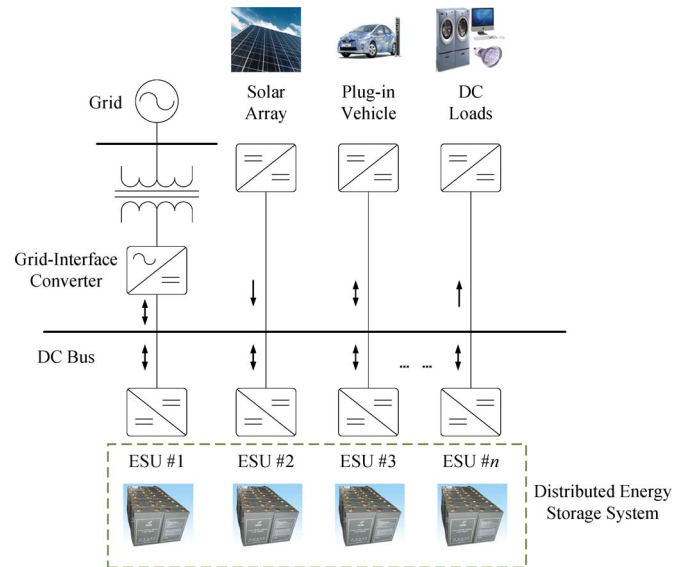 Grid
Solar
Array
Plug-in
Vehicle
DC
Loads
Grid-Interface
Converter
DC Bus
... ...
ESU #1
ESU #2
ESU #3
ESU #n
Distributed Energy
Storage System